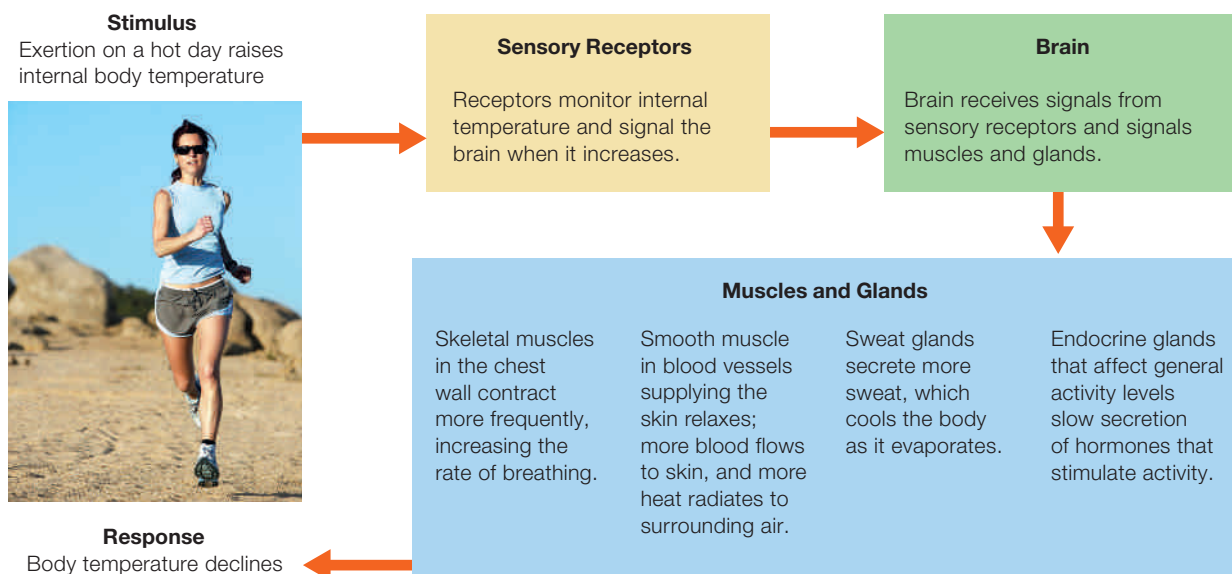 Stimulus
Exertion on a hot day raises
internal body temperature
Sensory Receptors
Receptors monitor internal
temperature and signal the
brain when it increases.
Brain
Brain receives signals from
sensory receptors and signals
muscles and glands.
Muscles and Glands
Skeletal muscles
in the chest
wall contract
more frequently,
increasing the
rate of breathing.
Smooth muscle
in blood vessels
supplying the
skin relaxes;
more blood flows
to skin, and more
heat radiates to
surrounding air.
Sweat glands
secrete more
sweat, which
cools the body
as it evaporates.
Endocrine glands
that affect general
activity levels
slow secretion
of hormones that
stimulate activity.
Response
Body temperature declines